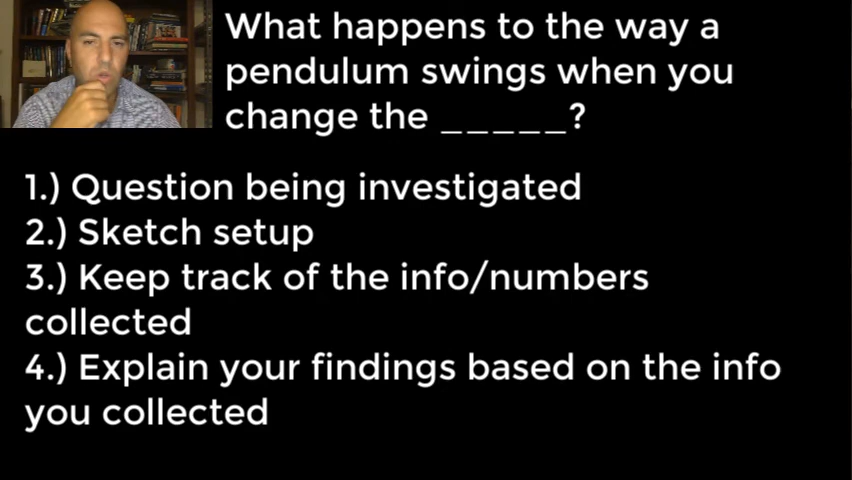 What happens to the way a
pendulum swings when you
change the _____?
1.) Question being investigated
2.) Sketch setup
3.) Keep track of the info/numbers
collected
4.) Explain your findings based on the info
you collected